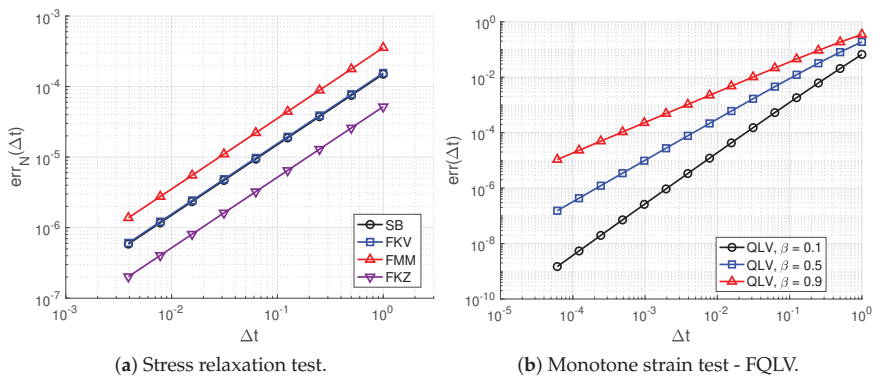 10^-3
10^-4
10^-5
10^-6
10^-7
err_N(Δt)
SB
FKV
FMM
FKZ
10^-3
10^-2
10^-1
10^0
Δt
(a) Stress relaxation test.
10^0
10^-2
10^-4
10^-6
10^-8
10^-10
err(Δt)
QLV, β = 0.1
QLV, β = 0.5
QLV, β = 0.9
10^-5
10^-4
10^-3
10^-2
10^-1
10^0
Δt
(b) Monotone strain test - FQLV.